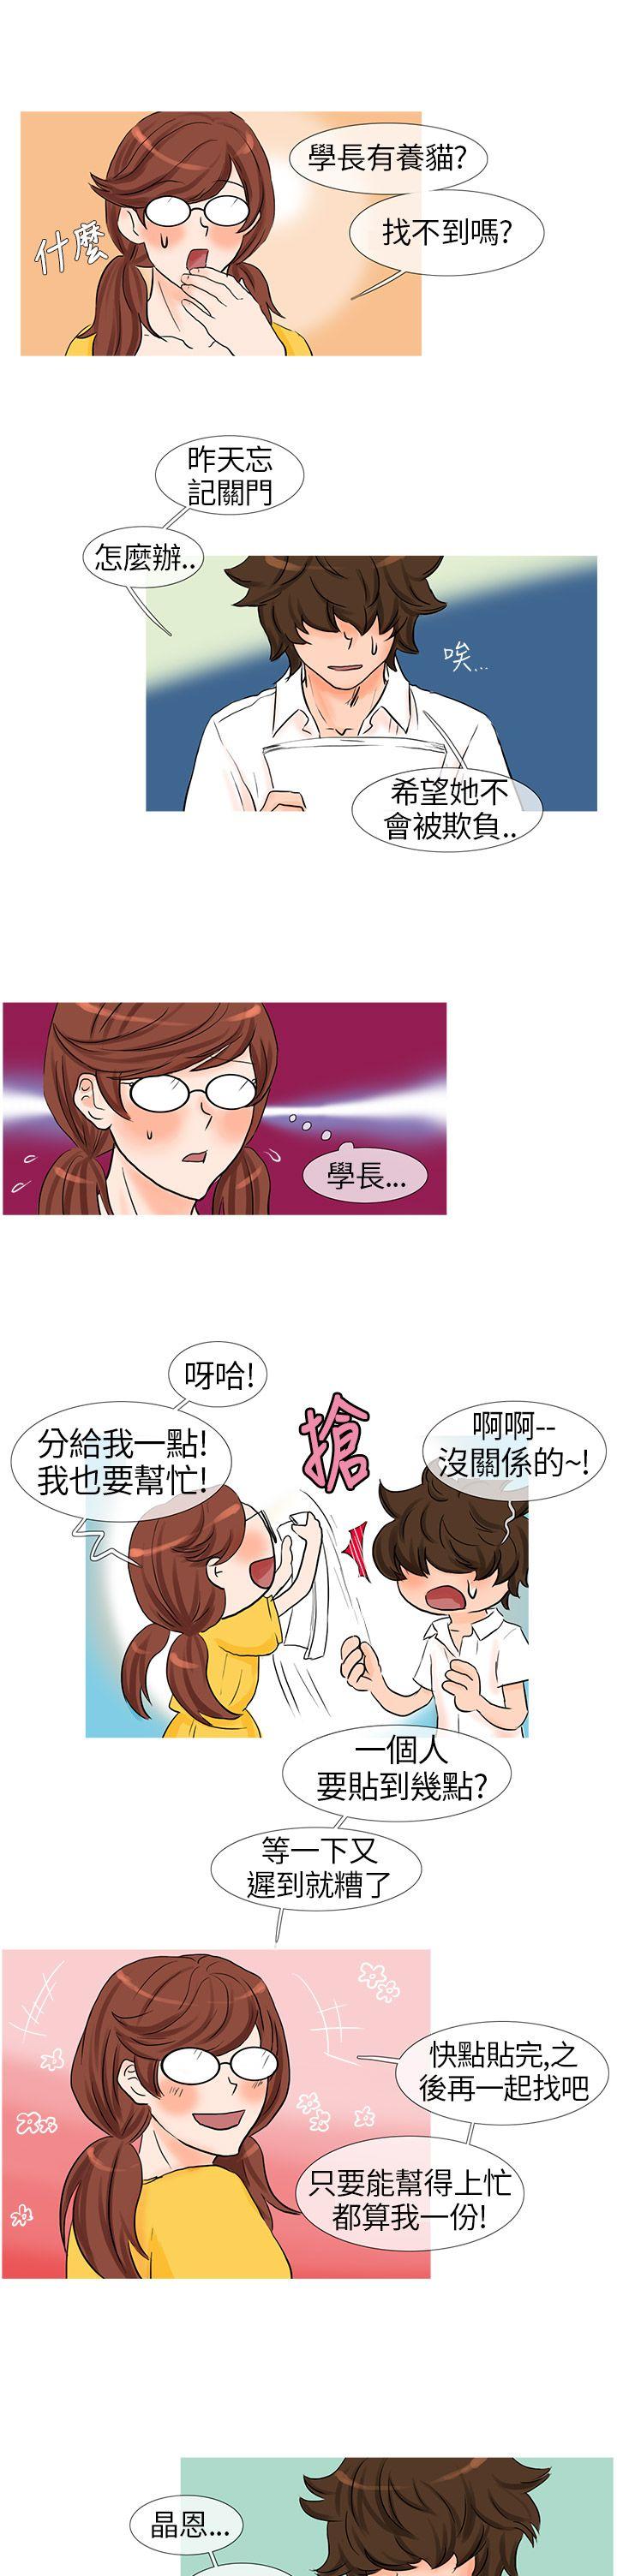 學長有養貓?
找不到嗎?
什麼
昨天忘
記關門
怎麼辦..
唉...
希望她不
會被欺負..
學長...
呀哈!
分給我一點!
我也要幫忙!
搶
啊啊--
沒關係的~!
一個人
要貼到幾點?
等一下又
遲到就糟了
快點貼完,之
後再一起找吧
只要能幫得上忙
都算我一份!
晶恩...